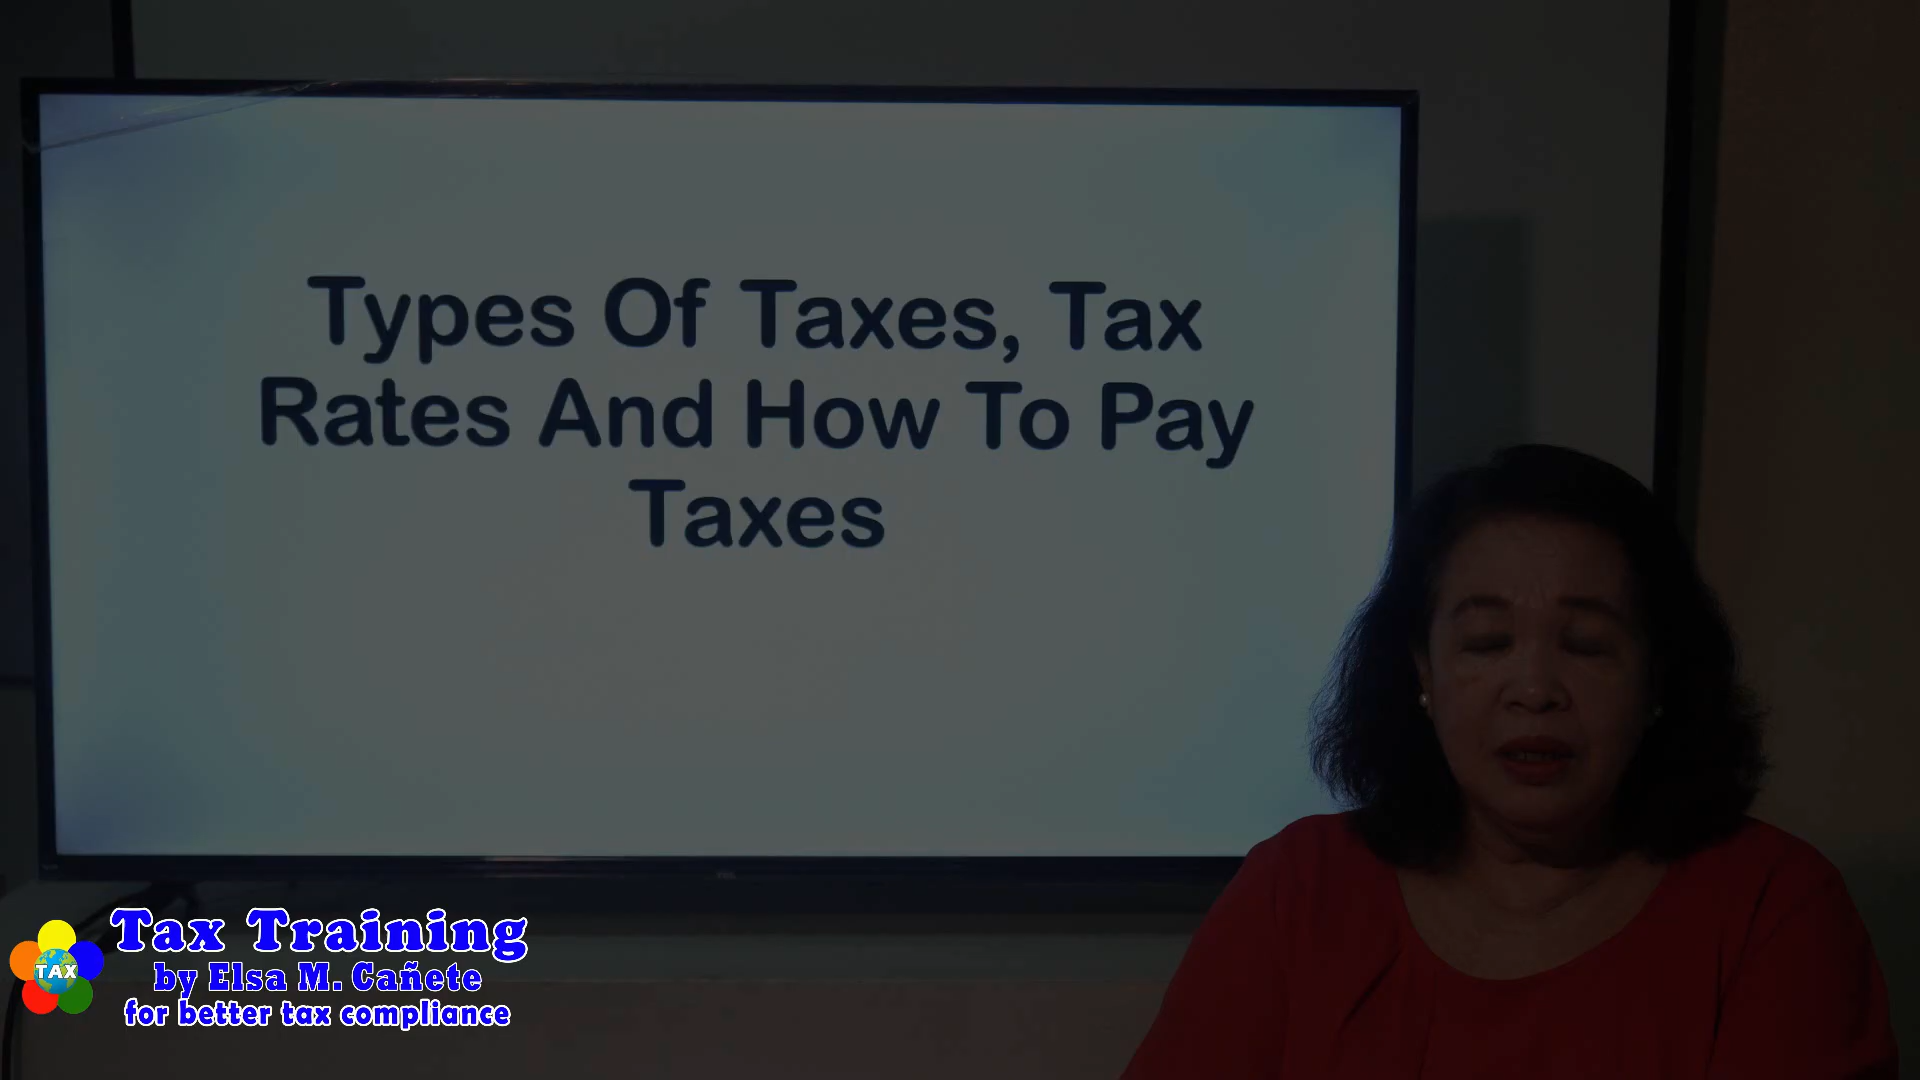 Types Of Taxes, Tax
Rates And How To Pay
Taxes
Tax Training
TAX
by Elsa M. Cañete
for better tax compliance